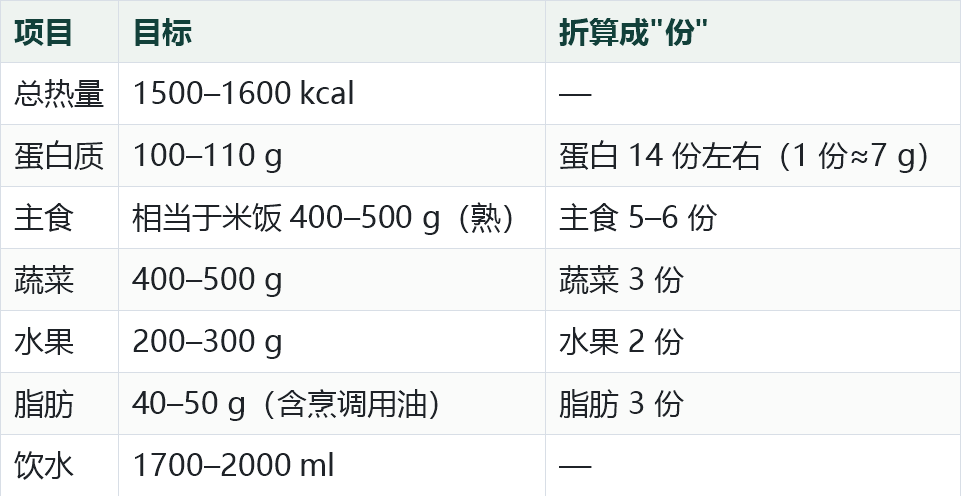 项目 目标 折算成"份"
总热量 1500–1600 kcal —
蛋白质 100–110 g 蛋白 14 份左右（1 份≈7 g）
主食 相当于米饭 400–500 g（熟） 主食 5–6 份
蔬菜 400–500 g 蔬菜 3 份
水果 200–300 g 水果 2 份
脂肪 40–50 g（含烹调用油） 脂肪 3 份
饮水 1700–2000 ml —